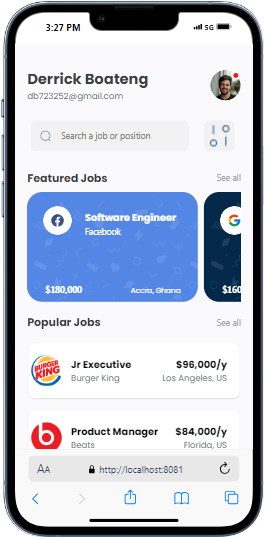 3:27 PM
5G
Derrick Boateng
db723252@gmail.com
Search a job or position
Featured Jobs
See all
Software Engineer
Facebook
$180,000
Accra, Ghana
$160
Popular Jobs
See all
BURGER
KING
Jr Executive
$96,000/y
Burger King
Los Angeles, US
Product Manager
$84,000/y
Beats
Florida, US
AA
http://localhost:8081